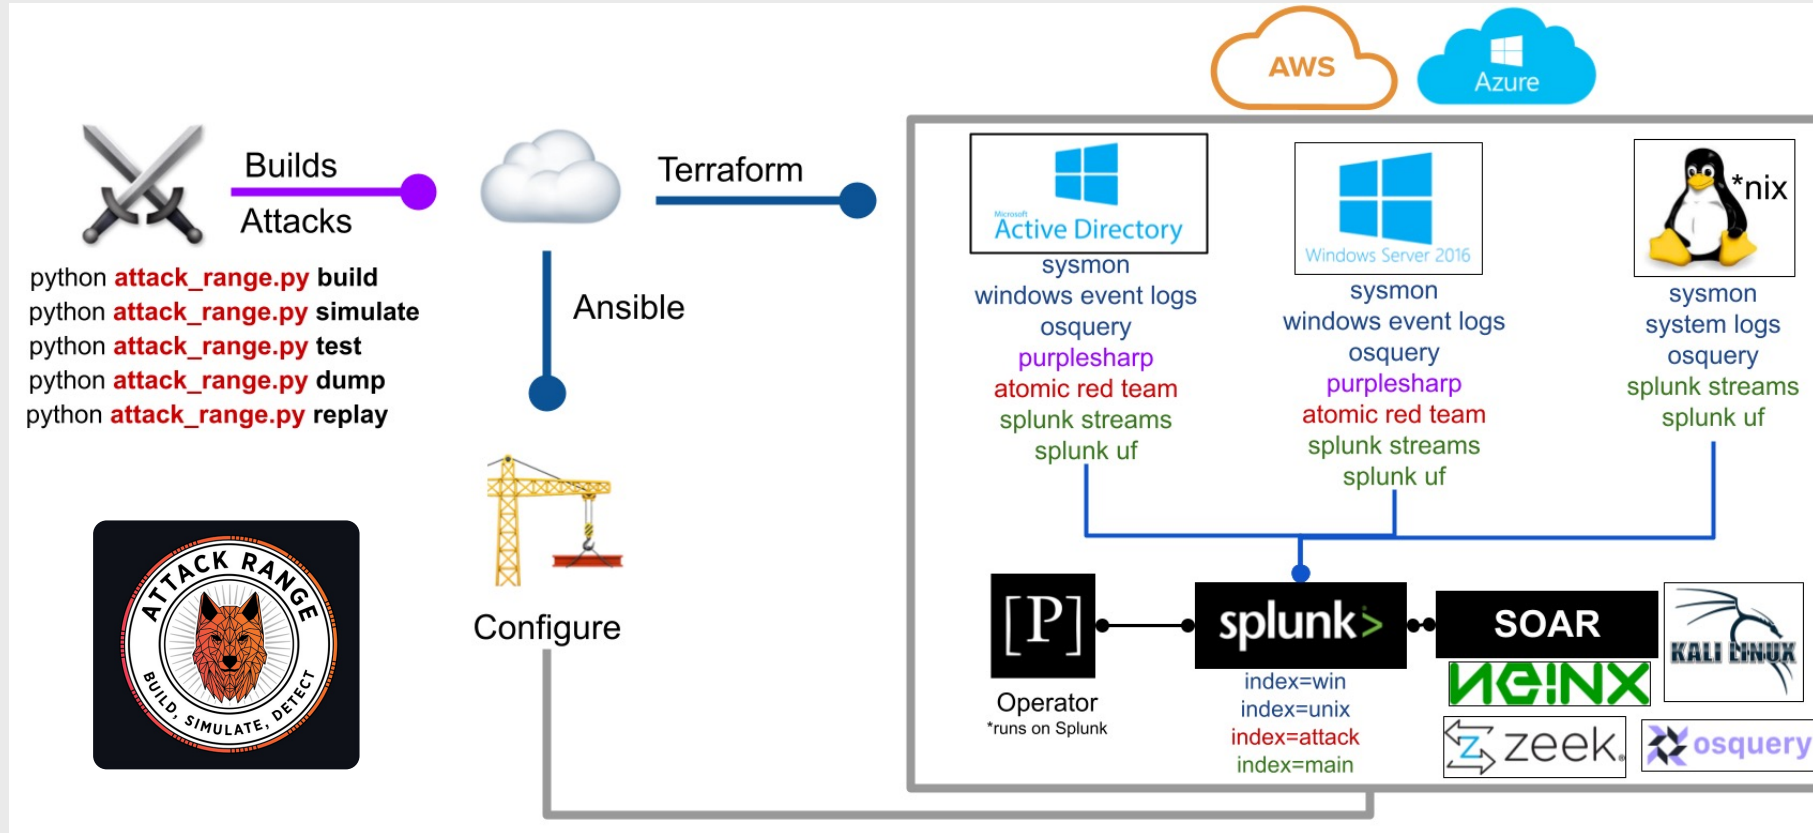 AWS
Azure
Builds
Attacks
python attack_range.py build
python attack_range.py simulate
python attack_range.py test
python attack_range.py dump
python attack_range.py replay
Terraform
Ansible
Configure
ATTACK RANGE
BUILD, SIMULATE, DETECT
Microsoft
Active Directory
sysmon
windows event logs
osquery
purplesharp
atomic red team
splunk streams
splunk uf
Windows Server 2016
sysmon
windows event logs
osquery
purplesharp
atomic red team
splunk streams
splunk uf
*nix
sysmon
system logs
osquery
splunk streams
splunk uf
[P]
Operator
*runs on Splunk
splunk>
index=win
index=unix
index=attack
index=main
SOAR
NGINX
KALI LINUX
zeek
osquery